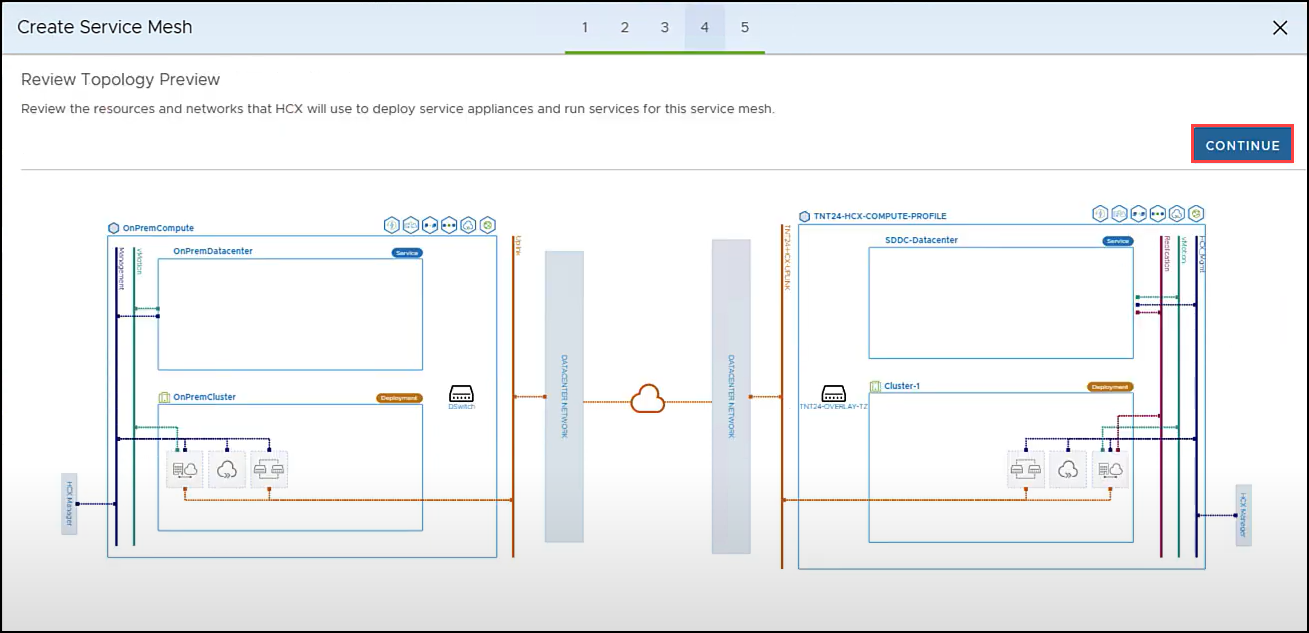 Create Service Mesh
1 2 3 4 5
Review Topology Preview
Review the resources and networks that HCX will use to deploy service appliances and run services for this service mesh.
CONTINUE
OnPremCompute
Management
vMotion
OnPremDatacenter
Service
OnPremCluster
Deployment
DSwitch
HCX Manager
Uplink
DATACENTER NETWORK
DATACENTER NETWORK
TNT24-HCX-UPLINK
TNT24-HCX-COMPUTE-PROFILE
SDDC-Datacenter
Service
Replication
vMotion
HCX_Mgmt
TNT24-OVERLAY-TZ
Cluster-1
Deployment
HCX Manager